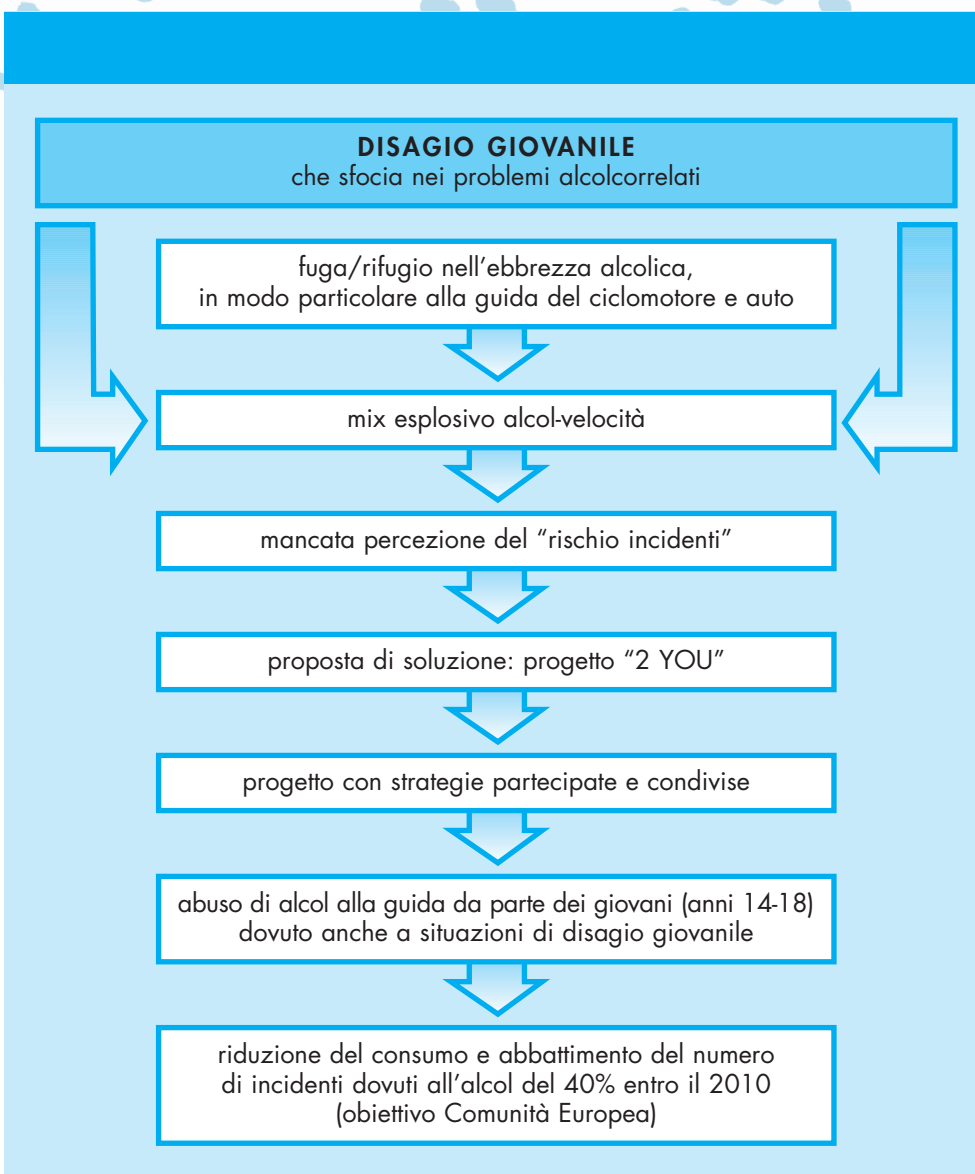 DISAGIO GIOVANILE
che sfocia nei problemi alcolcorrelati
fuga/rifugio nell'ebbrezza alcolica,
in modo particolare alla guida del ciclomotore e auto
mix esplosivo alcol-velocità
mancata percezione del “rischio incidenti”
proposta di soluzione: progetto “2 YOU”
progetto con strategie partecipate e condivise
abuso di alcol alla guida da parte dei giovani (anni 14-18)
dovuto anche a situazioni di disagio giovanile
riduzione del consumo e abbattimento del numero
di incidenti dovuti all'alcol del 40% entro il 2010
(obiettivo Comunità Europea)